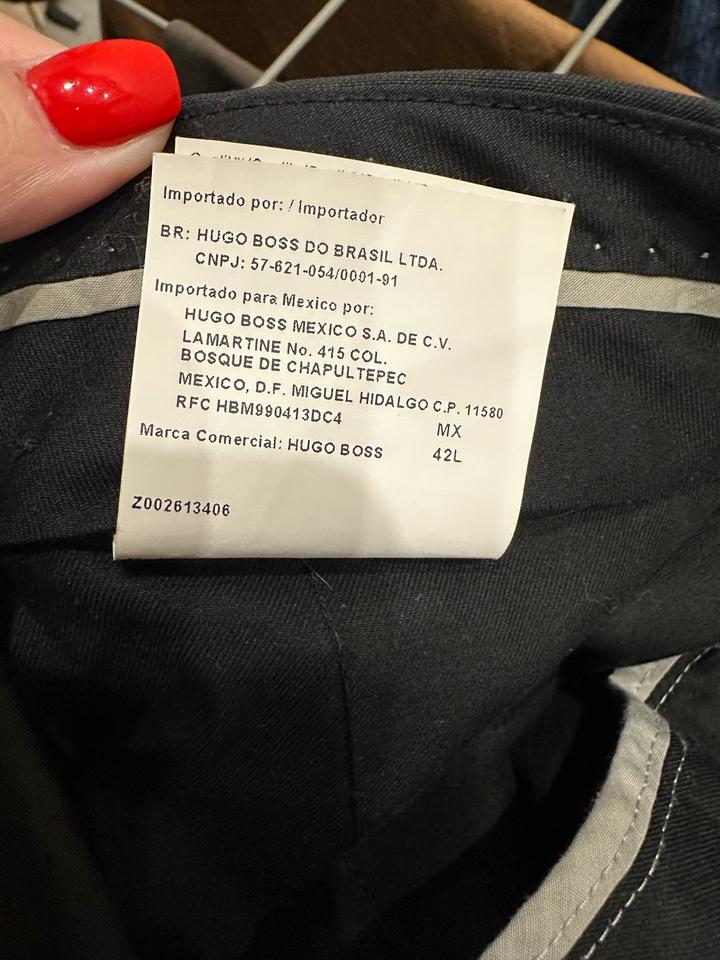 Importado por: / Importador
BR: HUGO BOSS DO BRASIL LTDA.
CNPJ: 57-621-054/0001-91
Importado para Mexico por:
HUGO BOSS MEXICO S.A. DE C.V.
LAMARTINE No. 415 COL.
BOSQUE DE CHAPULTEPEC
MEXICO, D.F. MIGUEL HIDALGO C.P. 11580
RFC HBM990413DC4 MX
Marca Comercial: HUGO BOSS 42L
Z002613406